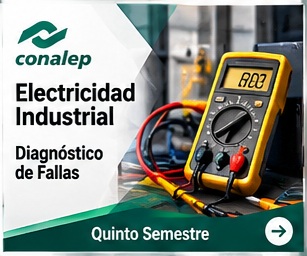 conalep
Electricidad
Industrial
Diagnóstico
de Fallas
Quinto Semestre